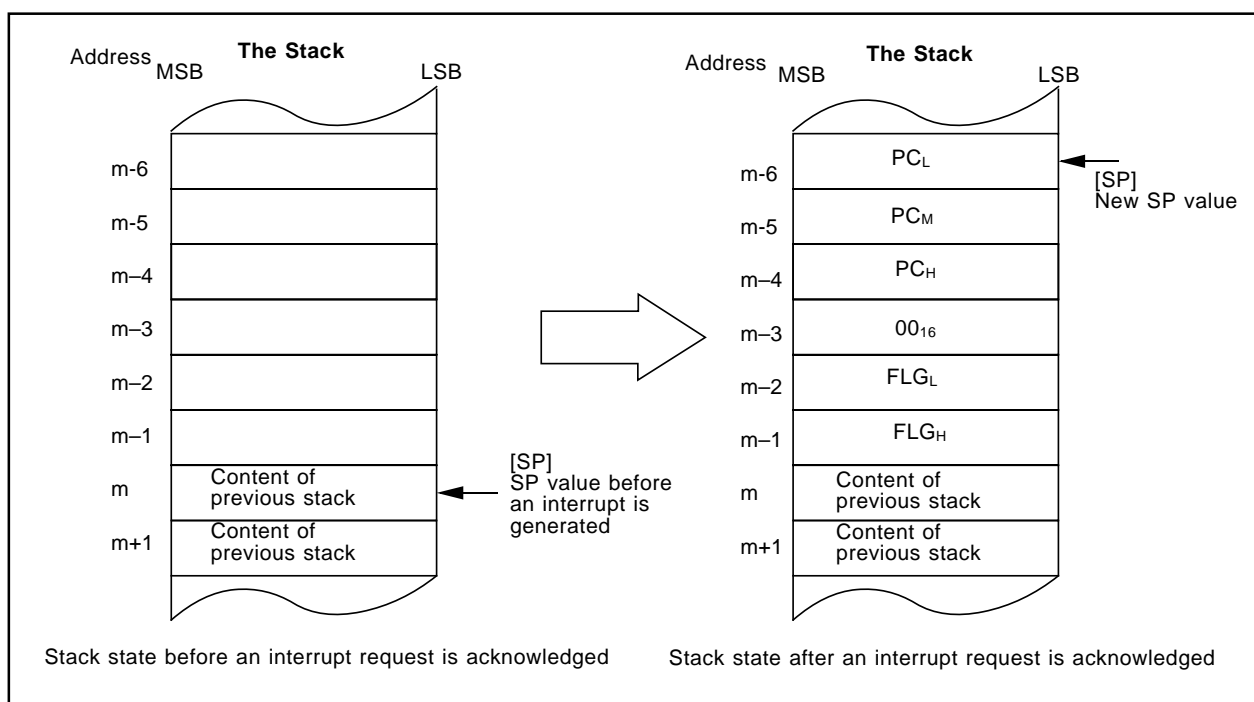 Address
MSB
The Stack
LSB
m-6
m-5
m–4
m–3
m–2
m–1
m
Content of
previous stack
m+1
Content of
previous stack
[SP]
SP value before
an interrupt is
generated
Stack state before an interrupt request is acknowledged
Address
MSB
The Stack
LSB
m-6
PCL
m-5
PCM
m–4
PCH
m–3
0016
m–2
FLGL
m–1
FLGH
m
Content of
previous stack
m+1
Content of
previous stack
[SP]
New SP value
Stack state after an interrupt request is acknowledged